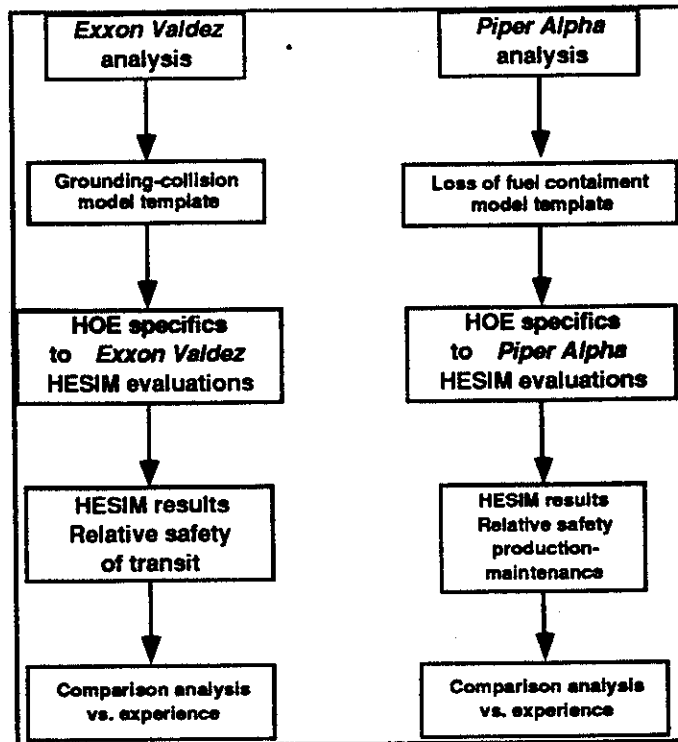 Exxon Valdez
analysis
Grounding-collision
model template
HOE specifics
to Exxon Valdez
HESIM evaluations
HESIM results
Relative safety
of transit
Comparison analysis
vs. experience
Piper Alpha
analysis
Loss of fuel contaiment
model template
HOE specifics
to Piper Alpha
HESIM evaluations
HESIM results
Relative safety
production-
maintenance
Comparison analysis
vs. experience